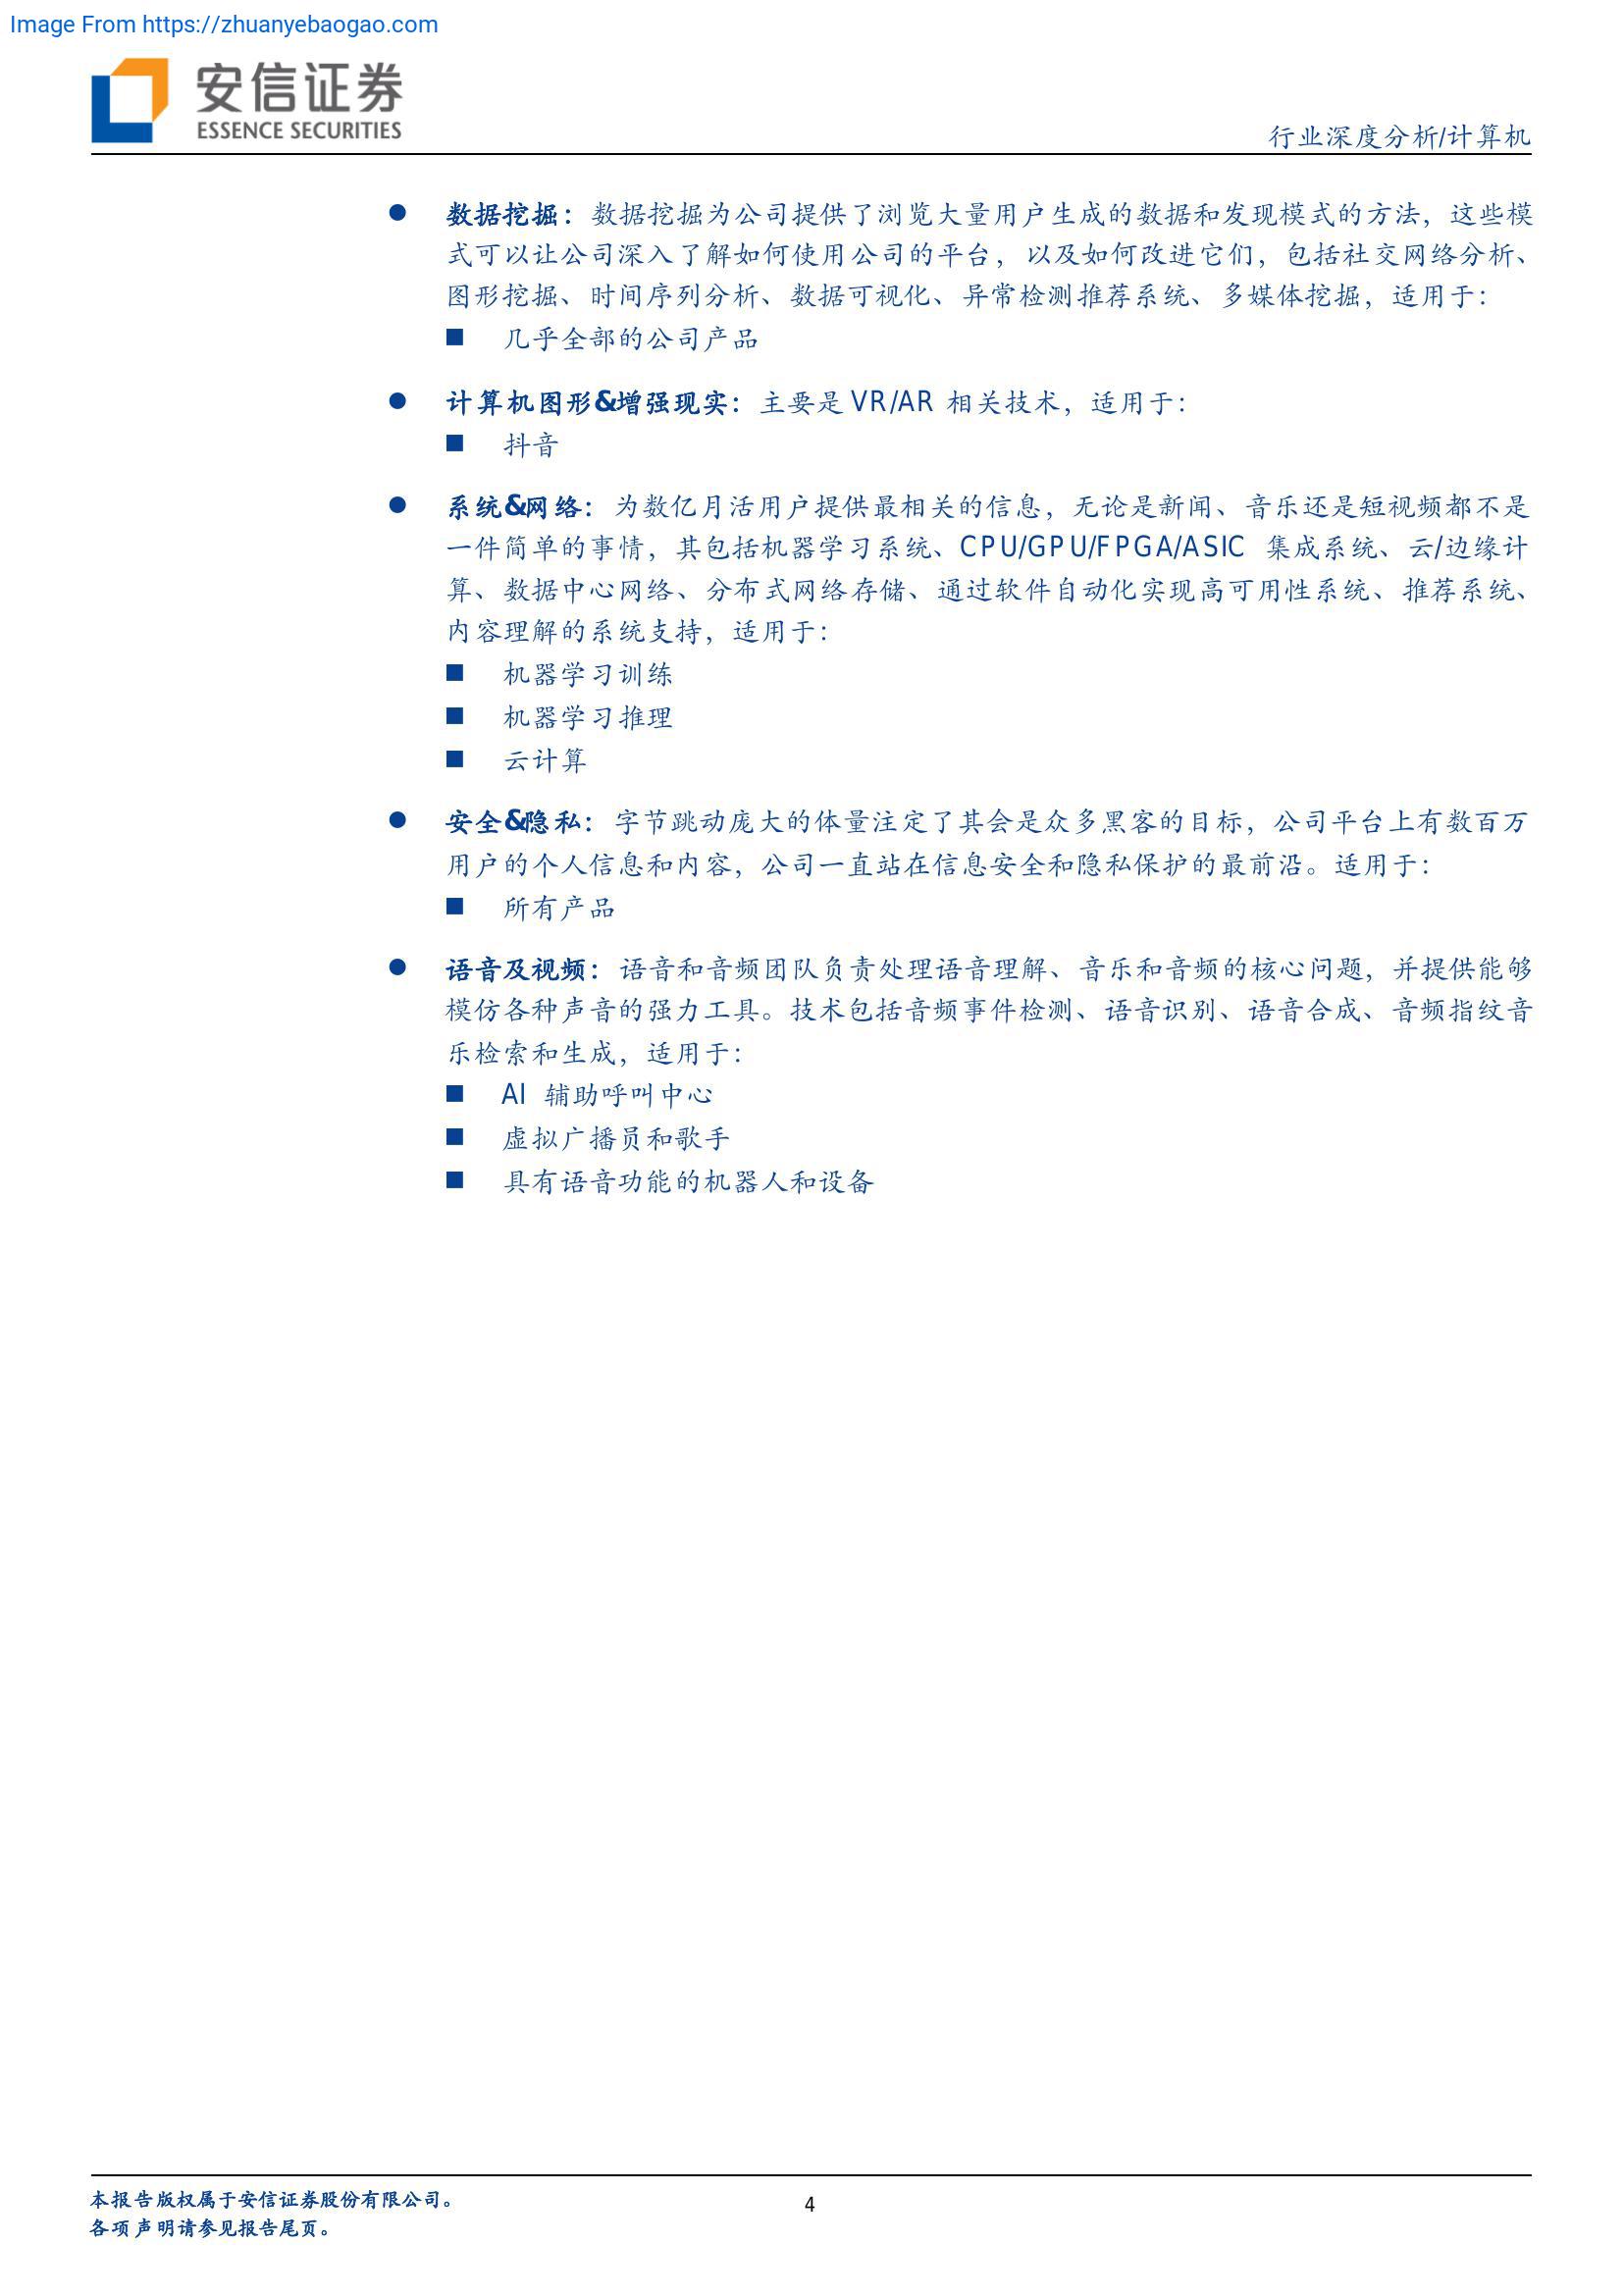 Image From https://zhuanyebaogao.com
安信证券
ESSENCE SECURITIES
行业深度分析/计算机
● 数据挖掘：数据挖掘为公司提供了浏览大量用户生成的数据和发现模式的方法，这些模
式可以让公司深入了解如何使用公司的平台，以及如何改进它们，包括社交网络分析、
图形挖掘、时间序列分析、数据可视化、异常检测推荐系统、多媒体挖掘，适用于：
■ 几乎全部的公司产品
● 计算机图形&增强现实：主要是 VR/AR 相关技术，适用于：
■ 抖音
● 系统&网络：为数亿月活用户提供最相关的信息，无论是新闻、音乐还是短视频都不是
一件简单的事情，其包括机器学习系统、CPU/GPU/FPGA/ASIC 集成系统、云/边缘计
算、数据中心网络、分布式网络存储、通过软件自动化实现高可用性系统、推荐系统、
内容理解的系统支持，适用于：
■ 机器学习训练
■ 机器学习推理
■ 云计算
● 安全&隐私：字节跳动庞大的体量注定了其会是众多黑客的目标，公司平台上有数百万
用户的个人信息和内容，公司一直站在信息安全和隐私保护的最前沿。适用于：
■ 所有产品
● 语音及视频：语音和音频团队负责处理语音理解、音乐和音频的核心问题，并提供能够
模仿各种声音的强力工具。技术包括音频事件检测、语音识别、语音合成、音频指纹音
乐检索和生成，适用于：
■ AI 辅助呼叫中心
■ 虚拟广播员和歌手
■ 具有语音功能的机器人和设备
本报告版权属于安信证券股份有限公司。
各项声明请参见报告尾页。
4